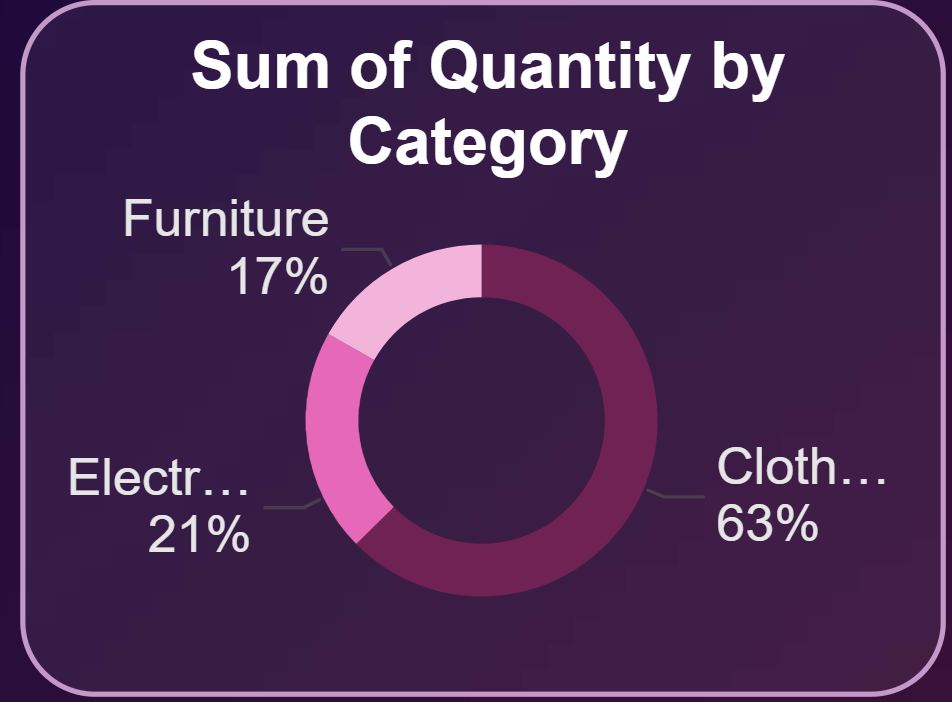 Sum of Quantity by
Category
Furniture
17%
Electr...
21%
Cloth...
63%